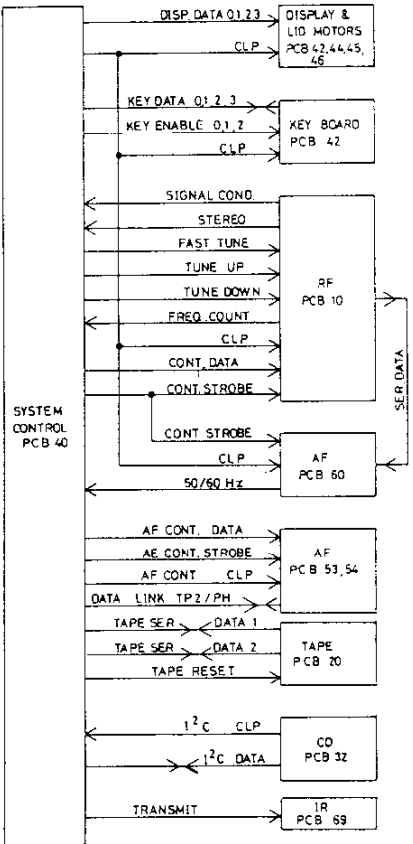 DISP. DATA 0,1,2,3
DISPLAY &
LID MOTORS
PCB 42,44,45,
46
CLP
KEY DATA 0,1,2,3
KEY ENABLE 0,1,2
KEY BOARD
PCB 42
CLP
SIGNAL COND.
STEREO
FAST TUNE
TUNE UP
TUNE DOWN
FREQ. COUNT
CLP
CONT. DATA
CONT. STROBE
RF
PCB 10
SER. DATA
SYSTEM
CONTROL
PCB 40
CONT STROBE
CLP
50/60 Hz
AF
PCB 60
AF CONT. DATA
AF CONT. STROBE
AF CONT CLP
DATA LINK TP2/PH
AF
PCB 53,54
TAPE SER DATA 1
TAPE SER DATA 2
TAPE RESET
TAPE
PCB 20
I²C CLP
I²C DATA
CD
PCB 32
TRANSMIT
IR
PCB 69